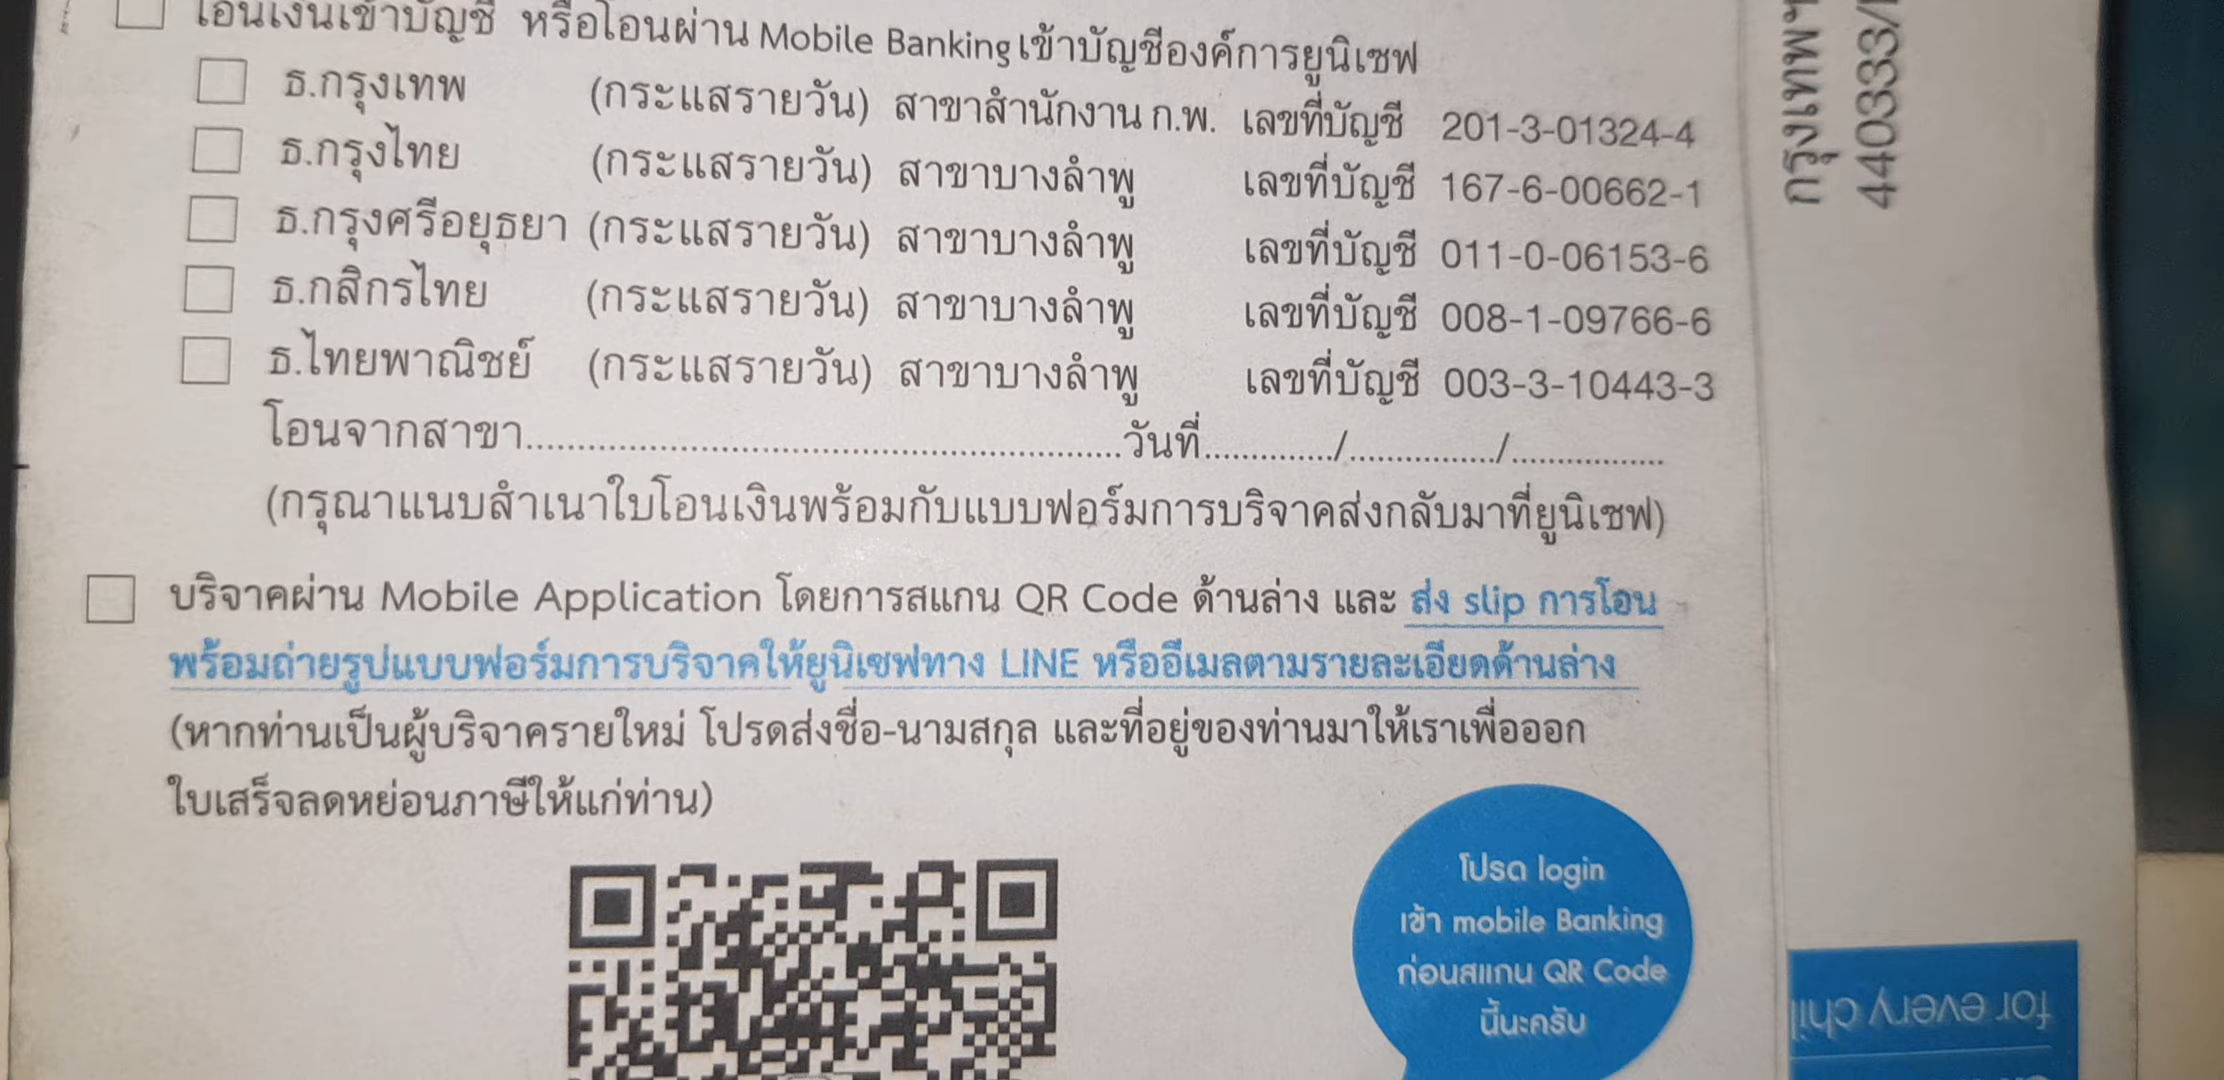 โอนเงินเข้าบัญชี หรือโอนผ่าน Mobile Banking เข้าบัญชีองค์การยูนิเซฟ
ธ.กรุงเทพ (กระแสรายวัน) สาขาสำนักงาน ก.พ. เลขที่บัญชี 201-3-01324-4
ธ.กรุงไทย (กระแสรายวัน) สาขาบางลำพู เลขที่บัญชี 167-6-00662-1
ธ.กรุงศรีอยุธยา (กระแสรายวัน) สาขาบางลำพู เลขที่บัญชี 011-0-06153-6
ธ.กสิกรไทย (กระแสรายวัน) สาขาบางลำพู เลขที่บัญชี 008-1-09766-6
ธ.ไทยพาณิชย์ (กระแสรายวัน) สาขาบางลำพู เลขที่บัญชี 003-3-10443-3
โอนจากสาขา............................................................วันที่............./.............../................
(กรุณาแนบสำเนาใบโอนเงินพร้อมกับแบบฟอร์มการบริจาคส่งกลับมาที่ยูนิเซฟ)
บริจาคผ่าน Mobile Application โดยการสแกน QR Code ด้านล่าง และ ส่ง slip การโอน
พร้อมถ่ายรูปแบบฟอร์มการบริจาคให้ยูนิเซฟทาง LINE หรืออีเมลตามรายละเอียดด้านล่าง
(หากท่านเป็นผู้บริจาครายใหม่ โปรดส่งชื่อ-นามสกุล และที่อยู่ของท่านมาให้เราเพื่อออก
ใบเสร็จลดหย่อนภาษีให้แก่ท่าน)
โปรด login
เข้า mobile Banking
ก่อนสแกน QR Code
นี้นะครับ
กรุงเทพฯ
440333/
for every chil